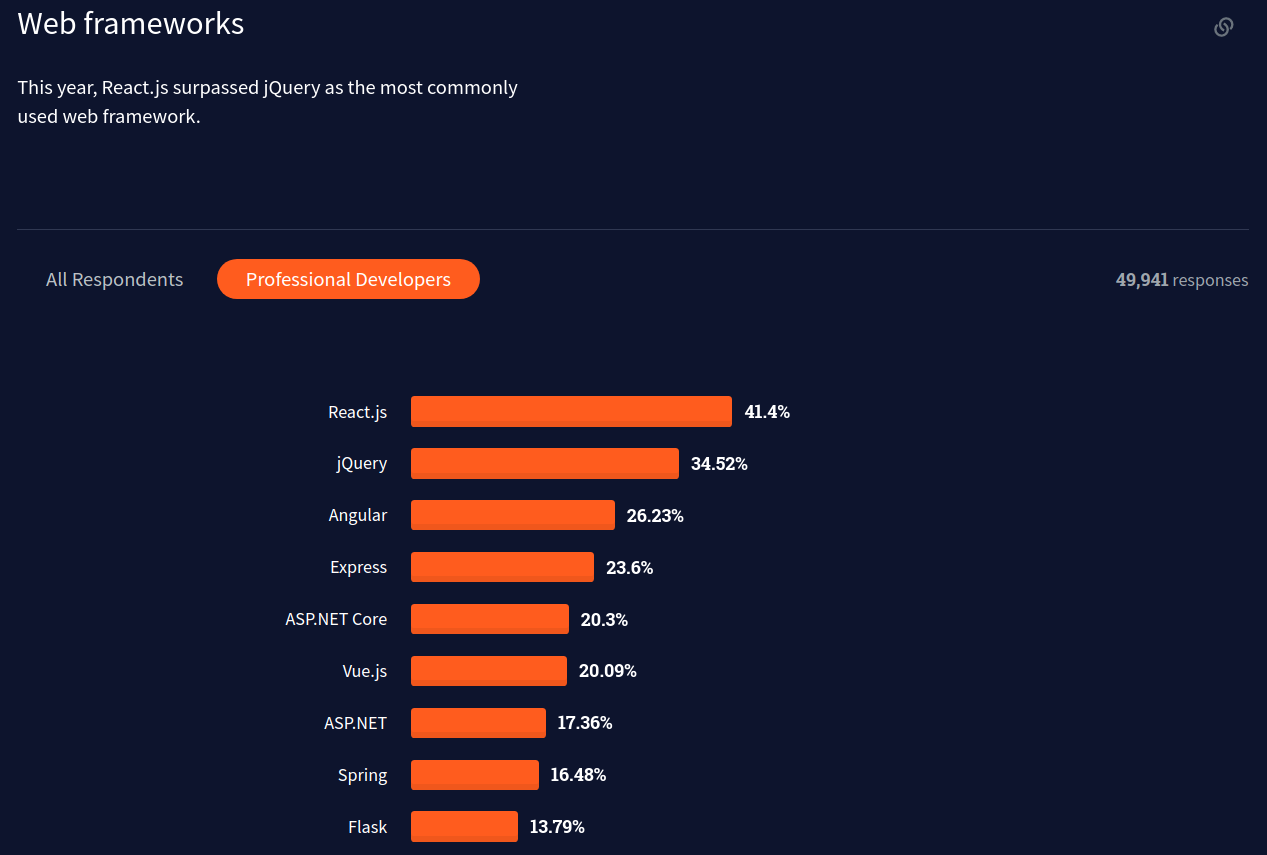 Web frameworks
This year, React.js surpassed jQuery as the most commonly
used web framework.
All Respondents Professional Developers 49,941 responses
React.js 41.4%
jQuery 34.52%
Angular 26.23%
Express 23.6%
ASP.NET Core 20.3%
Vue.js 20.09%
ASP.NET 17.36%
Spring 16.48%
Flask 13.79%